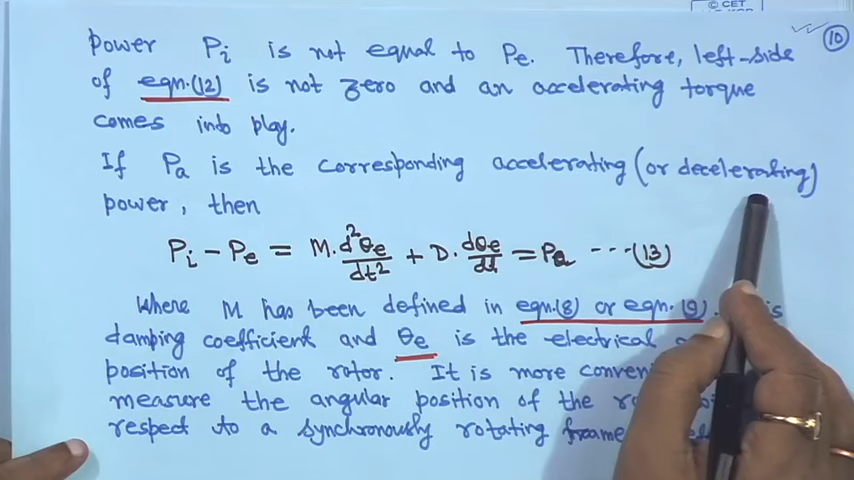 © CET
10
power Pi is not equal to Pe. Therefore, left-side
of eqn.(12) is not zero and an accelerating torque
comes into play.
If Pa is the corresponding accelerating (or decelerating)
power, then
Pi - Pe = M. d²θe/dt² + D. dθe/dt = Pa ---(13)
Where M has been defined in eqn.(8) or eqn.(9).
damping coefficient and θe is the electrical
position of the rotor. It is more
measure the angular position of the
respect to a synchronously rotating frame